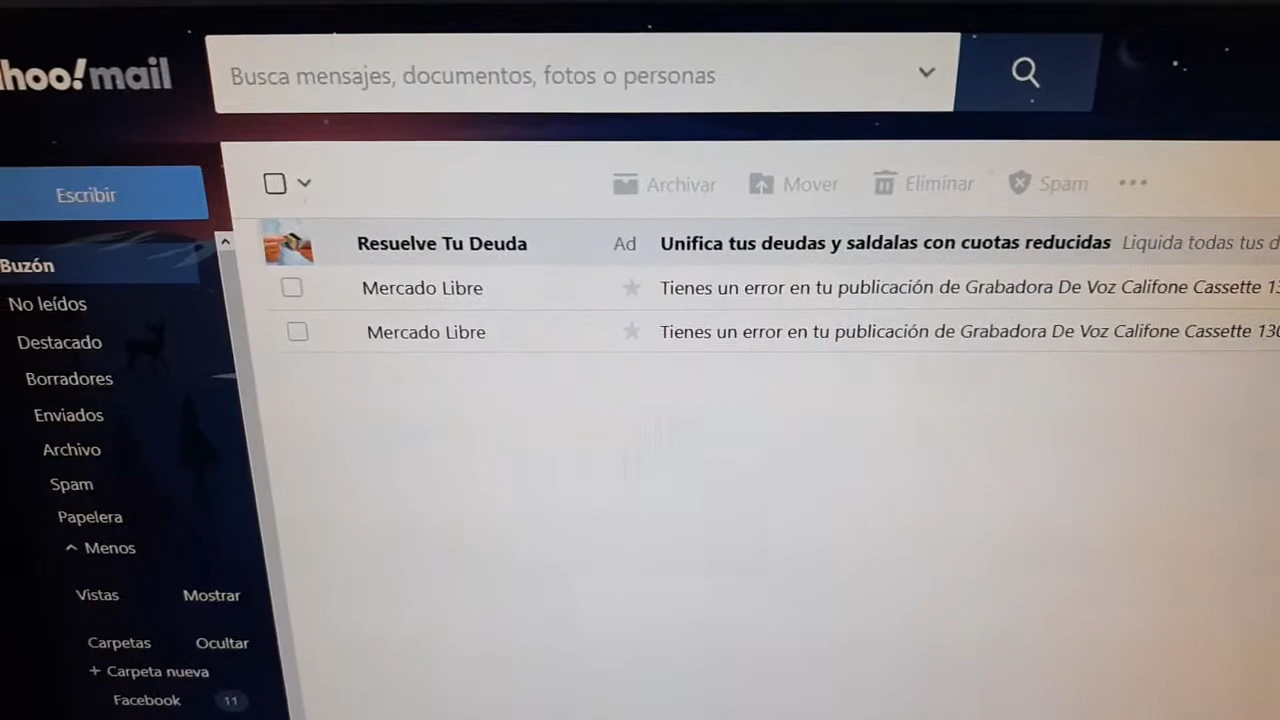 hoo!mail
Busca mensajes, documentos, fotos o personas
Escribir
Archivar Mover Eliminar Spam
Resuelve Tu Deuda Ad Unifica tus deudas y saldalas con cuotas reducidas Liquida todas tus d
Mercado Libre Tienes un error en tu publicación de Grabadora De Voz Califone Cassette 13
Mercado Libre Tienes un error en tu publicación de Grabadora De Voz Califone Cassette 130
Buzón
No leídos
Destacado
Borradores
Enviados
Archivo
Spam
Papelera
Menos
Vistas Mostrar
Carpetas Ocultar
+ Carpeta nueva
Facebook 11